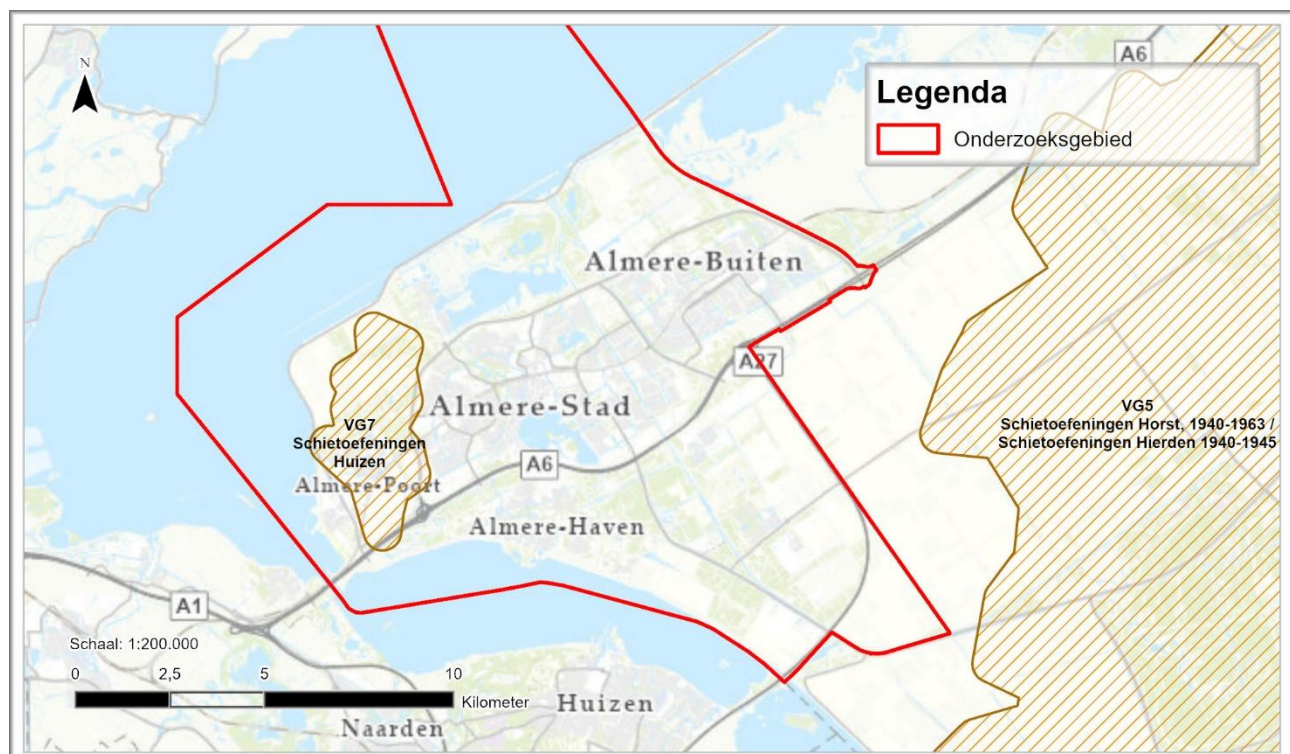 N
A6
Legenda
Onderzoeksgebied
Almere-Buiten
A27
VG7
Schietoefeningen
Huizen
Almere-Stad
VG5
Schietoefeningen Horst, 1940-1963 /
Schietoefeningen Hierden 1940-1945
A6
Almere-Poort
Almere-Haven
A1
Schaal: 1:200.000
0 2,5 5 10
Kilometer
Huizen
Naarden